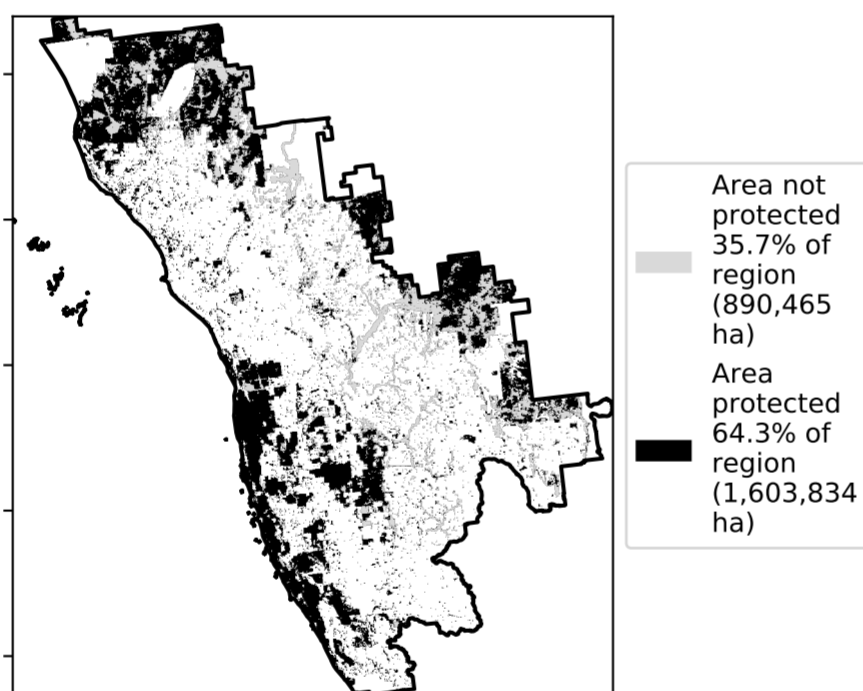 Area not
protected
35.7% of
region
(890,465
ha)
Area
protected
64.3% of
region
(1,603,834
ha)